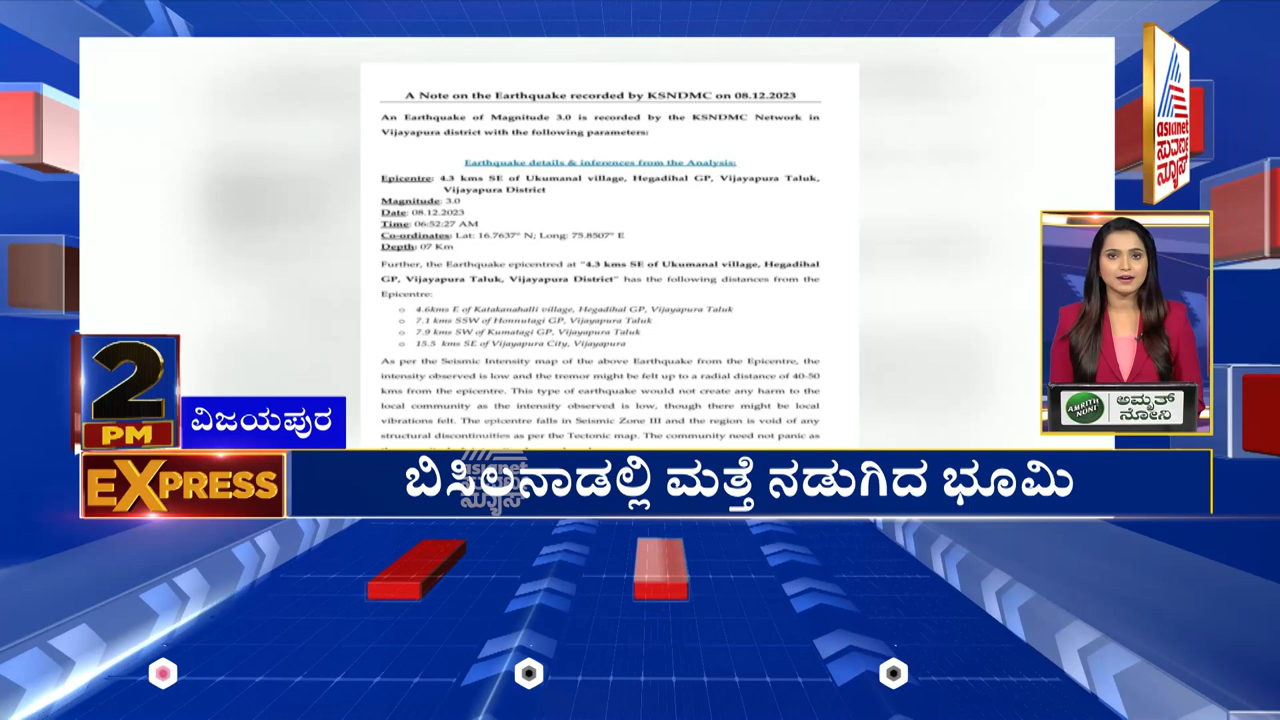 A Note on the Earthquake recorded by KSNDMC on 08.12.2023
An Earthquake of Magnitude 3.0 is recorded by the KSNDMC Network in
Vijayapura district with the following parameters:
Earthquake details & inferences from the Analysis:
Epicentre: 4.3 kms SE of Ukumanal village, Hegadihal GP, Vijayapura Taluk,
Vijayapura District
Magnitude: 3.0
Date: 08.12.2023
Time: 06:52:27 AM
Co-ordinates: Lat: 16.7637° N; Long: 75.8507° E
Depth: 07 Km
Further, the Earthquake epicentred at "4.3 kms SE of Ukumanal village, Hegadihal
GP, Vijayapura Taluk, Vijayapura District" has the following distances from the
Epicentre:
o 4.6kms E of Katakanahalli village, Hegadihal GP, Vijayapura Taluk
o 7.1 kms SSW of Honnutagi GP, Vijayapura Taluk
o 7.9 kms SW of Kumatagi GP, Vijayapura Taluk
o 15.5 kms SE of Vijayapura City, Vijayapura
As per the Seismic Intensity map of the above Earthquake from the Epicentre, the
intensity observed is low and the tremor might be felt up to a radial distance of 40-50
kms from the epicentre. This type of earthquake would not create any harm to the
local community as the intensity observed is low, though there might be local
vibrations felt. The epicentre falls in Seismic Zone III and the region is void of any
structural discontinuities as per the Tectonic map. The community need not panic as
asianet
ಸುವರ್ಣ
ನ್ಯೂಸ್
AMRITH
NONI
ಅಮೃತ್
ನೋನಿ
2
PM
ವಿಜಯಪುರ
EXPRESS
ಬಿಸಿಲನಾಡಲ್ಲಿ ಮತ್ತೆ ನಡುಗಿದ ಭೂಮಿ
asianet
ಸುವರ್ಣ
ನ್ಯೂಸ್